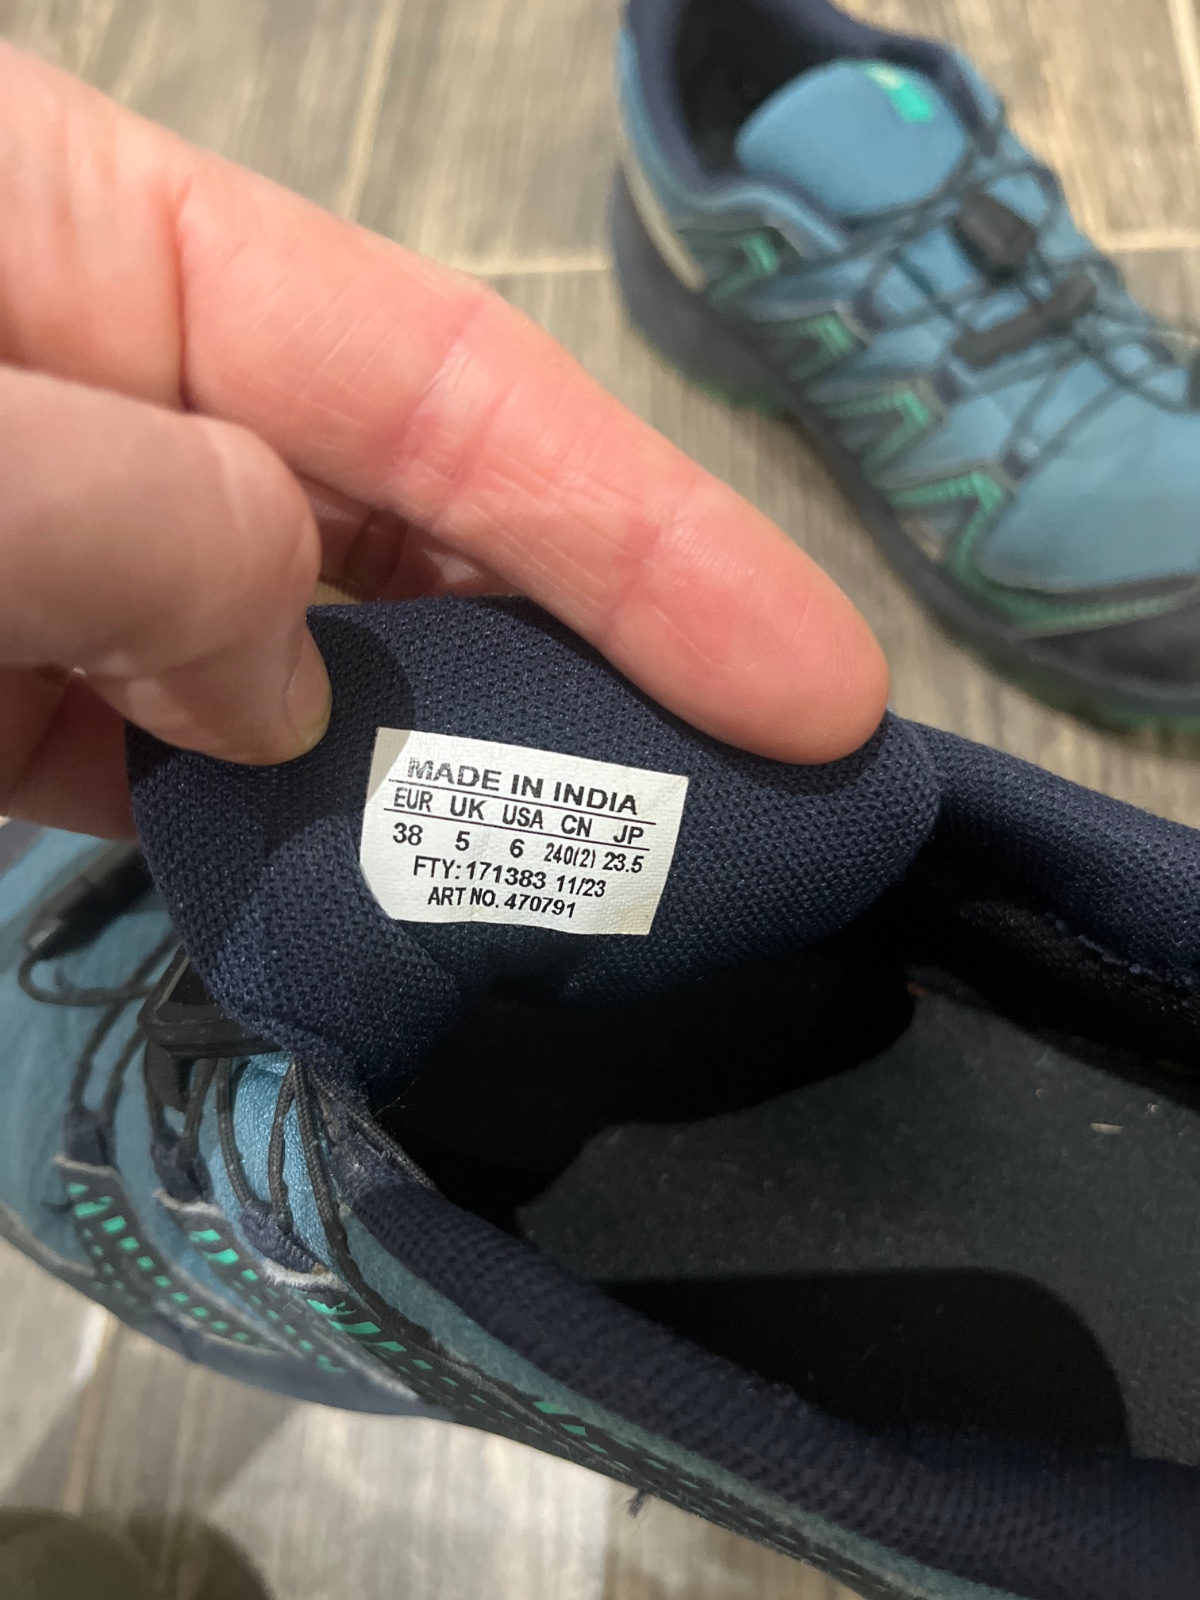 MADE IN INDIA
EUR UK USA CN JP
38 5 6 240(2) 23.5
FTY: 171383 11/23
ART NO. 470791